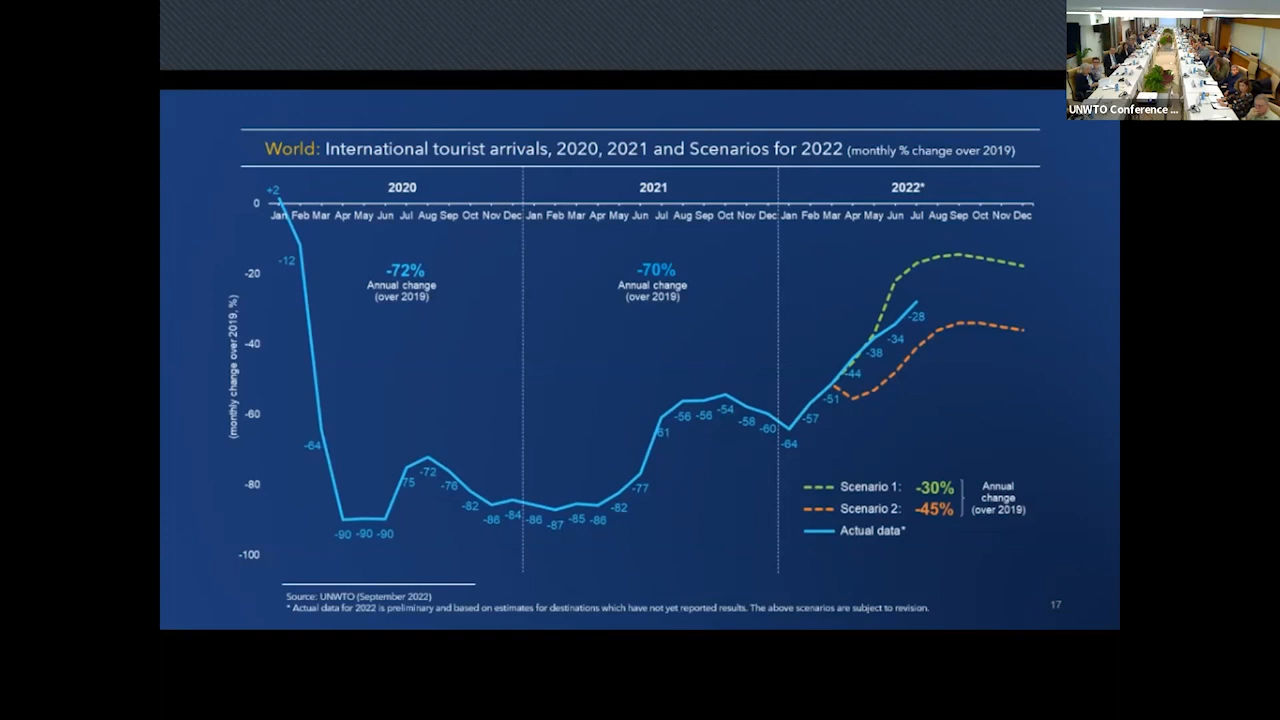 UNWTO Conference ...
World: International tourist arrivals, 2020, 2021 and Scenarios for 2022 (monthly % change over 2019)
2020 2021 2022*
+2
0
Jan Feb Mar Apr May Jun Jul Aug Sep Oct Nov Dec Jan Feb Mar Apr May Jun Jul Aug Sep Oct Nov Dec Jan Feb Mar Apr May Jun Jul Aug Sep Oct Nov Dec
-20
-40
-60
-80
-100
(monthly change over 2019, %)
-72%
Annual change
(over 2019)
-70%
Annual change
(over 2019)
-12
-64
-90 -90 -90
-75
-72
-76
-82
-86
-84
-86
-87
-85
-86
-82
-77
-61
-56
-56
-54
-58
-60
-64
-57
-51
-44
-38
-34
-28
Scenario 1: -30%
Scenario 2: -45%
Annual
change
(over 2019)
Actual data*
Source: UNWTO (September 2022)
* Actual data for 2022 is preliminary and based on estimates for destinations which have not yet reported results. The above scenarios are subject to revision.
17